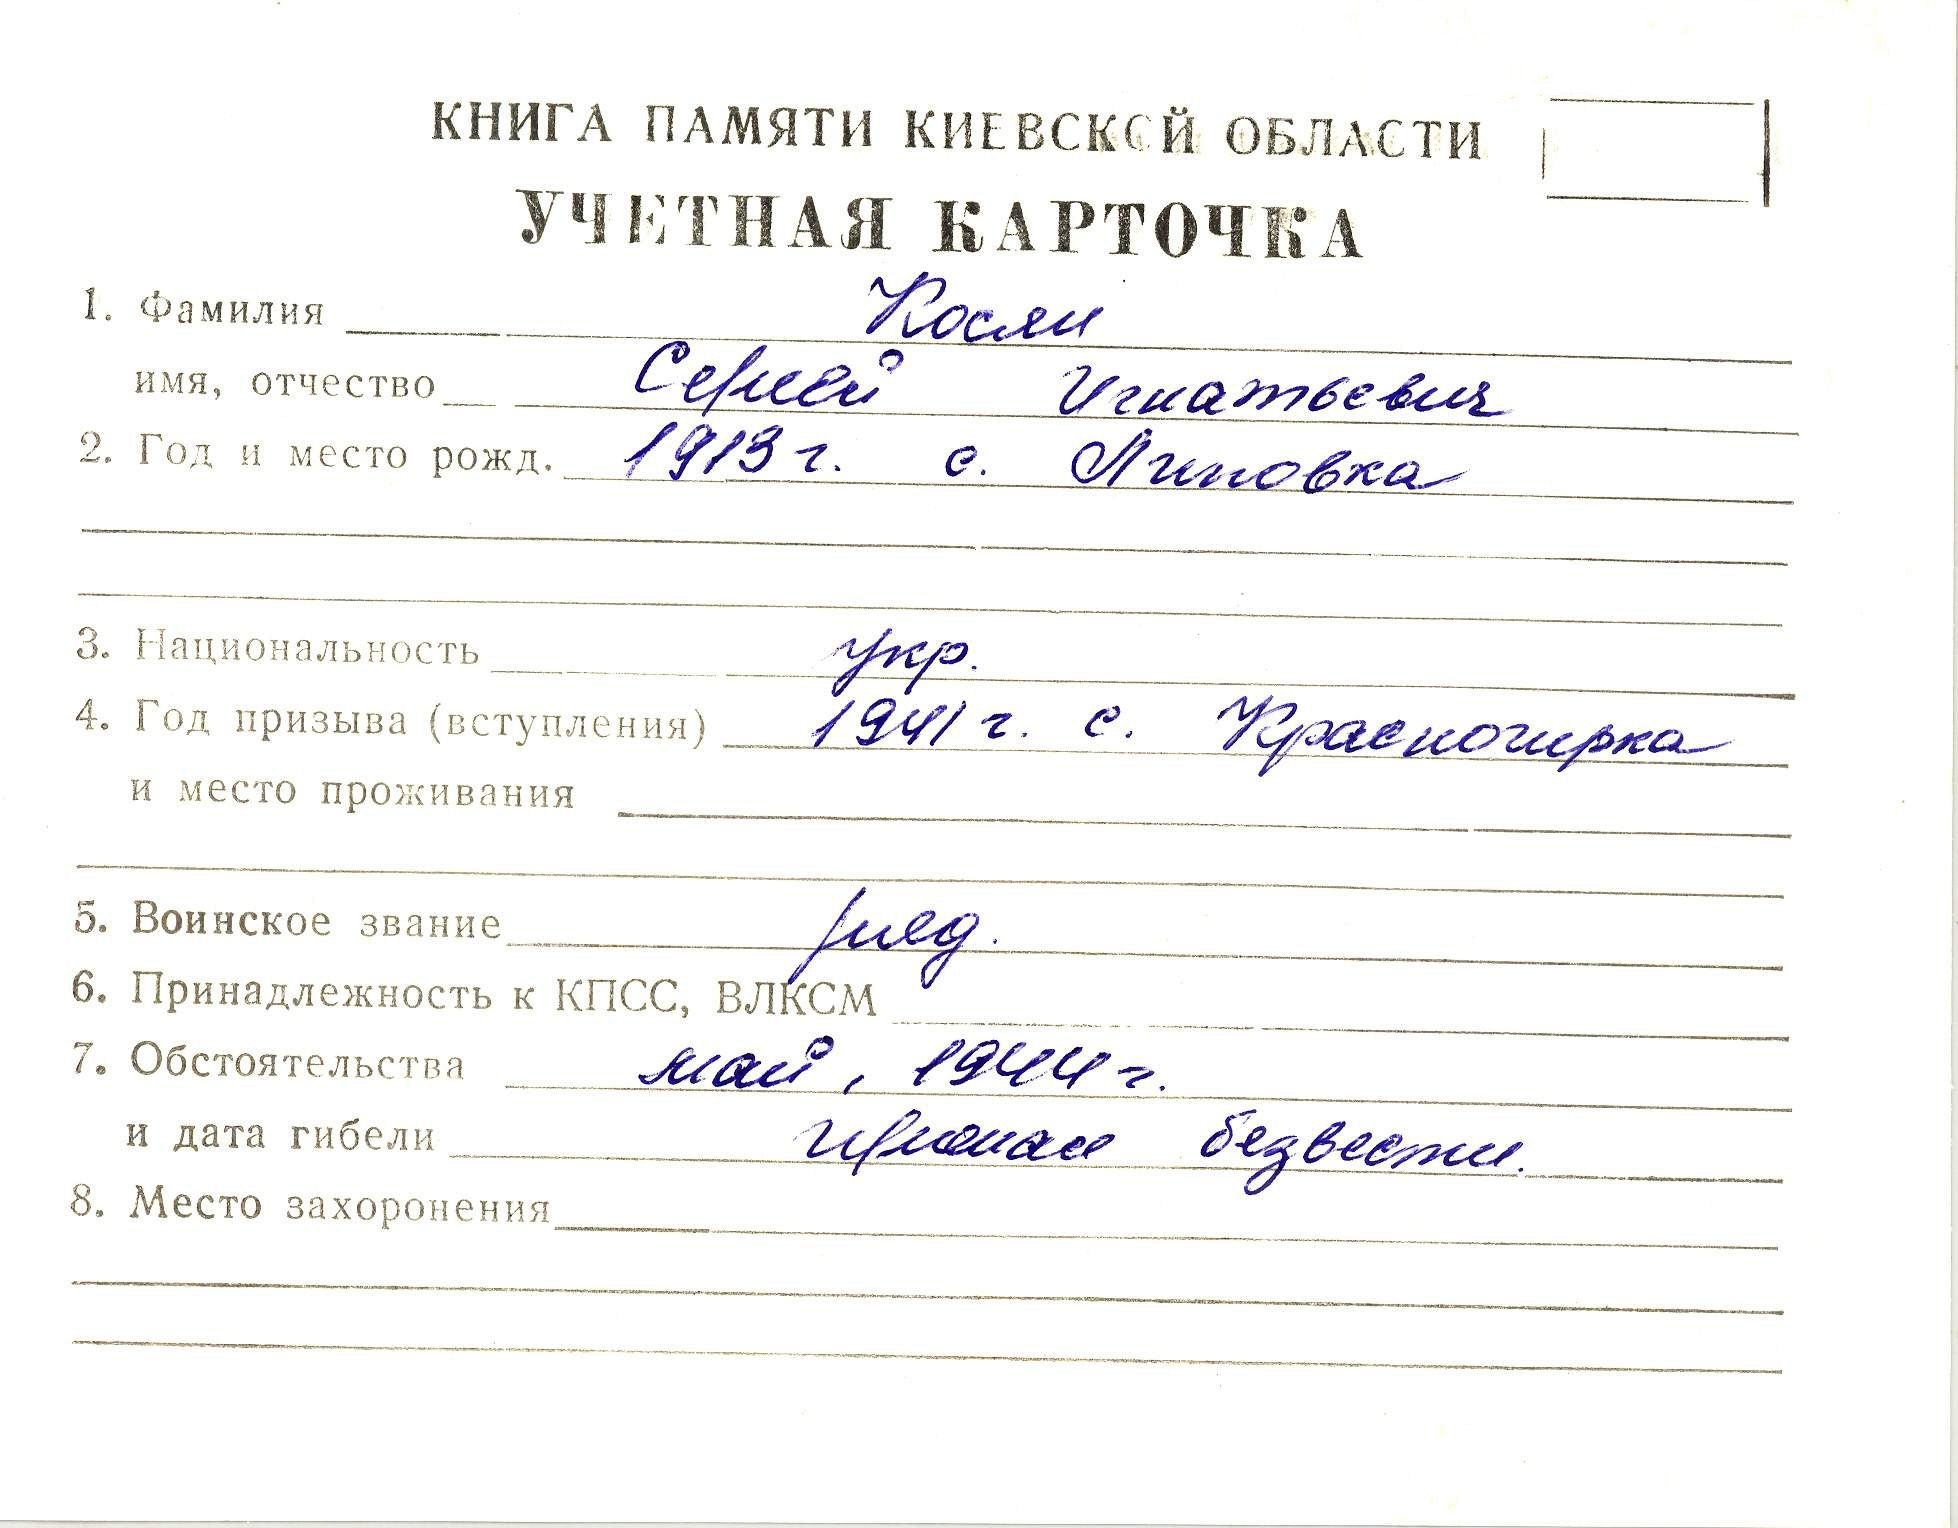 КНИГА ПАМЯТИ КИЕВСКОЙ ОБЛАСТИ
УЧЕТНАЯ КАРТОЧКА
1. Фамилия Косян
имя, отчество Сергей Игнатьевич
2. Год и место рожд. 1913 г. с. Липовка
3. Национальность укр.
4. Год призыва (вступления) 1941 г. с. Красногирка
и место проживания
5. Воинское звание ряд.
6. Принадлежность к КПСС, ВЛКСМ
7. Обстоятельства май, 1944 г.
и дата гибели пропал безвести.
8. Место захоронения